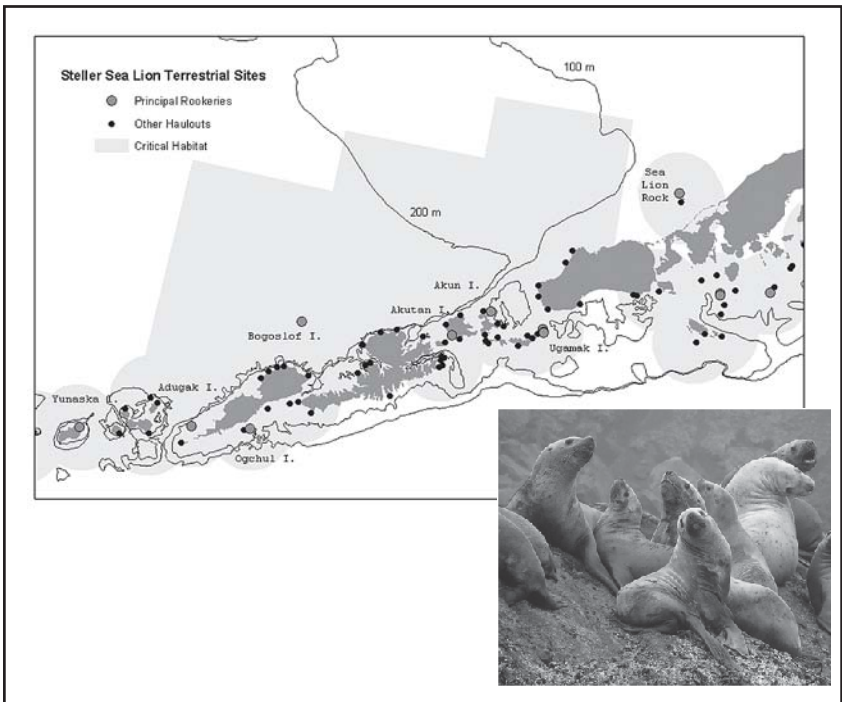 Steller Sea Lion Terrestrial Sites
Principal Rookeries
Other Haulouts
Critical Habitat
100 m
200 m
Sea
Lion
Rock
Akun I.
Akutan I.
Bogoslof I.
Ugamak I.
Adugak I.
Yunaska I.
Ogchul I.